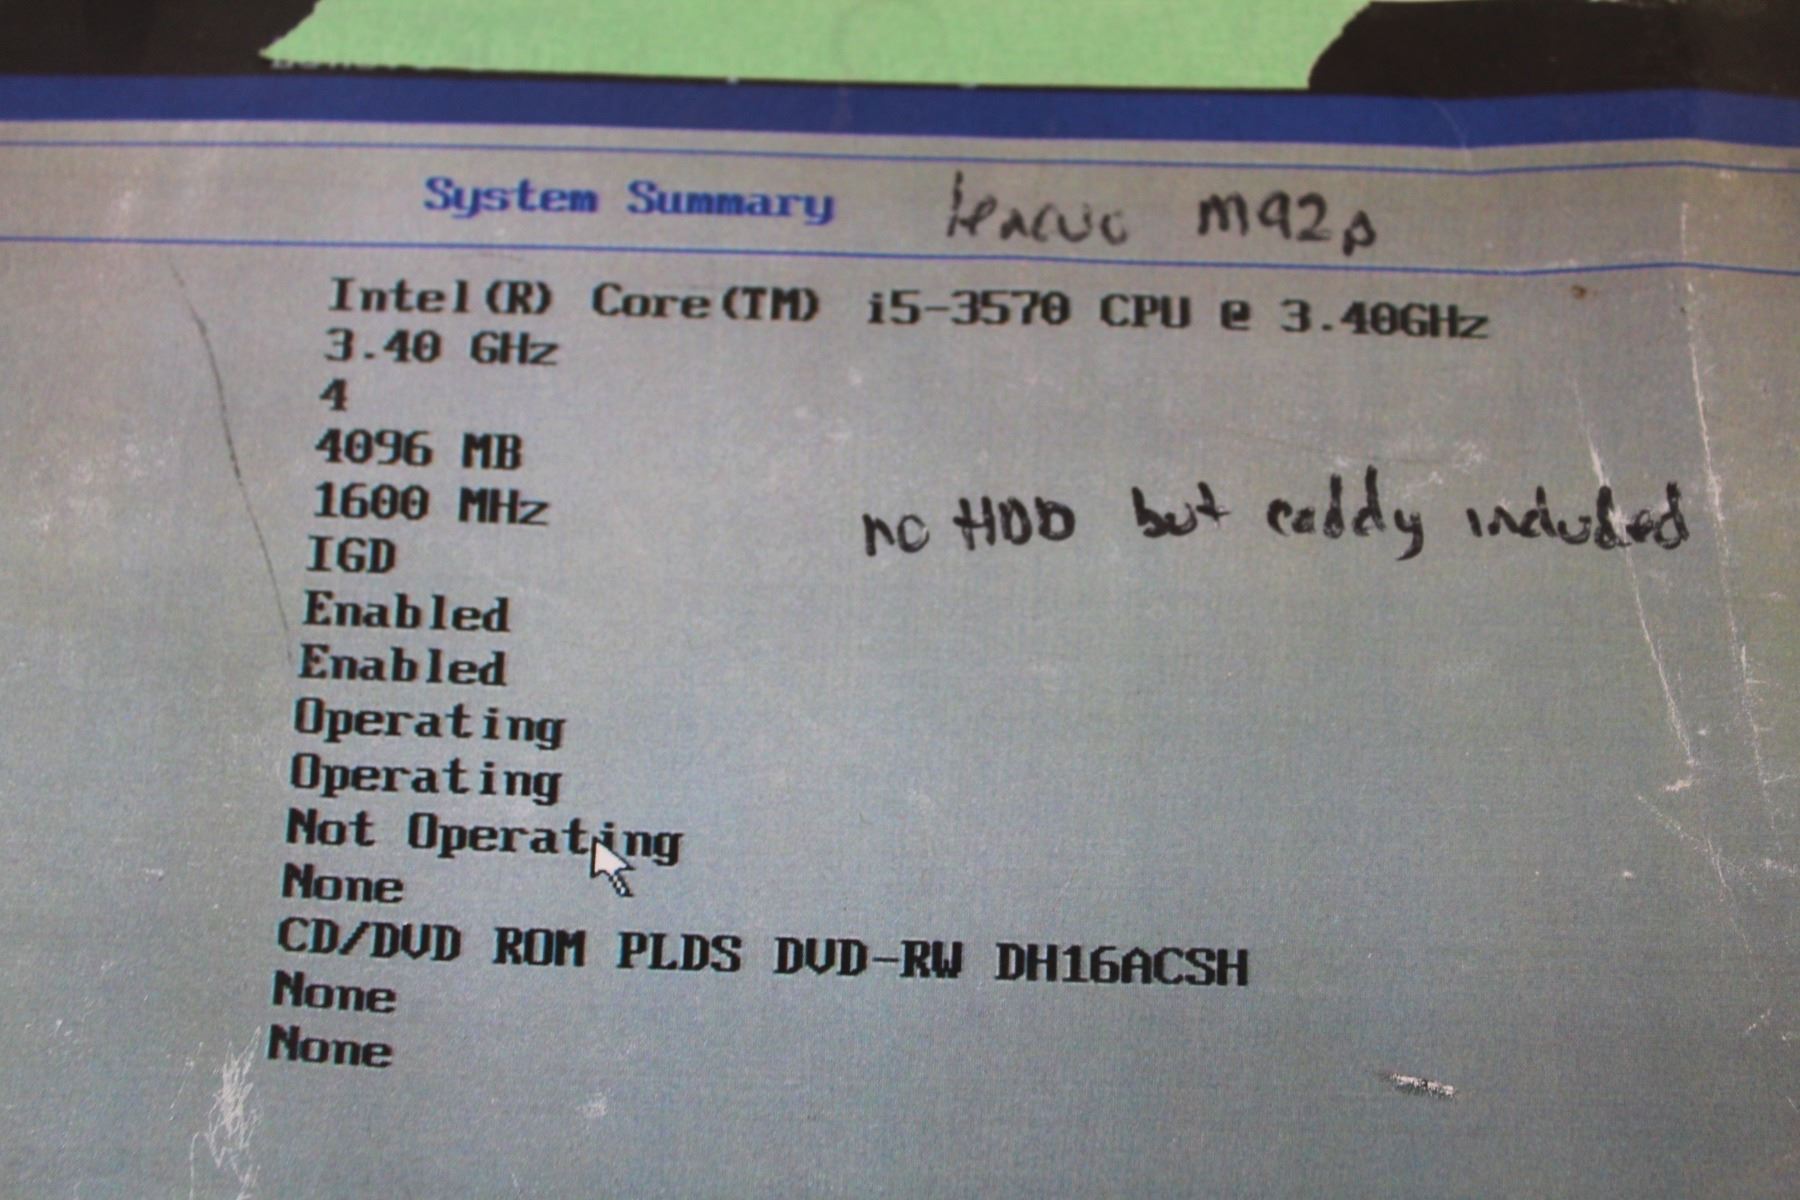 System Summary lenovo M92p
Intel(R) Core(TM) i5-3570 CPU @ 3.40GHz
3.40 GHz
4
4096 MB
1600 MHz
no HDD but caddy included
IGD
Enabled
Enabled
Operating
Operating
Not Operating
None
CD/DVD ROM PLDS DVD-RW DH16ACSH
None
None